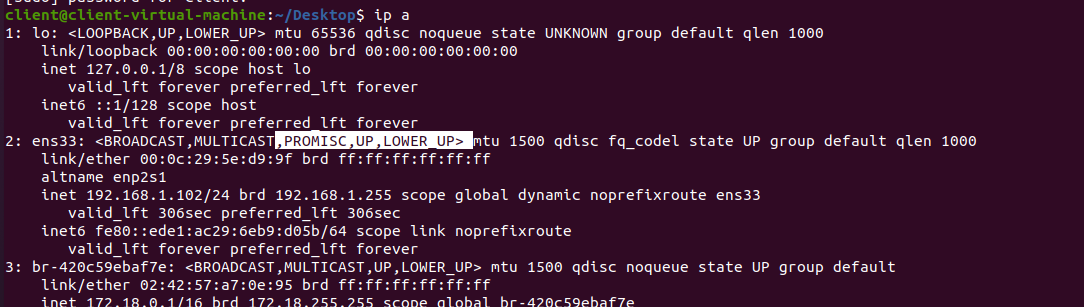 [sudo] password for client:
client@client-virtual-machine:~/Desktop$ ip a
1: lo: <LOOPBACK,UP,LOWER_UP> mtu 65536 qdisc noqueue state UNKNOWN group default qlen 1000
    link/loopback 00:00:00:00:00:00 brd 00:00:00:00:00:00
    inet 127.0.0.1/8 scope host lo
       valid_lft forever preferred_lft forever
    inet6 ::1/128 scope host
       valid_lft forever preferred_lft forever
2: ens33: <BROADCAST,MULTICAST,PROMISC,UP,LOWER_UP> mtu 1500 qdisc fq_codel state UP group default qlen 1000
    link/ether 00:0c:29:5e:d9:9f brd ff:ff:ff:ff:ff:ff
    altname enp2s1
    inet 192.168.1.102/24 brd 192.168.1.255 scope global dynamic noprefixroute ens33
       valid_lft 306sec preferred_lft 306sec
    inet6 fe80::ede1:ac29:6eb9:d05b/64 scope link noprefixroute
       valid_lft forever preferred_lft forever
3: br-420c59ebaf7e: <BROADCAST,MULTICAST,UP,LOWER_UP> mtu 1500 qdisc noqueue state UP group default
    link/ether 02:42:57:a7:0e:95 brd ff:ff:ff:ff:ff:ff
    inet 172.18.0.1/16 brd 172.18.255.255 scope global br-420c59ebaf7e